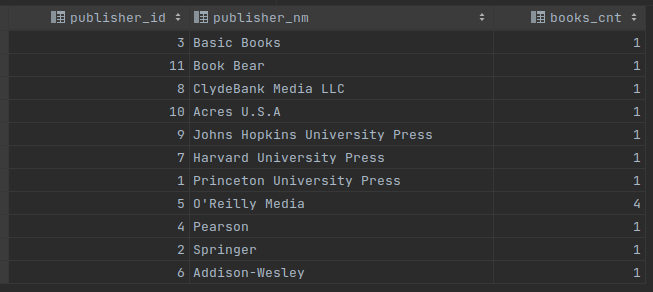 publisher_id publisher_nm books_cnt
3 Basic Books 1
11 Book Bear 1
8 ClydeBank Media LLC 1
10 Acres U.S.A 1
9 Johns Hopkins University Press 1
7 Harvard University Press 1
1 Princeton University Press 1
5 O'Reilly Media 4
4 Pearson 1
2 Springer 1
6 Addison-Wesley 1